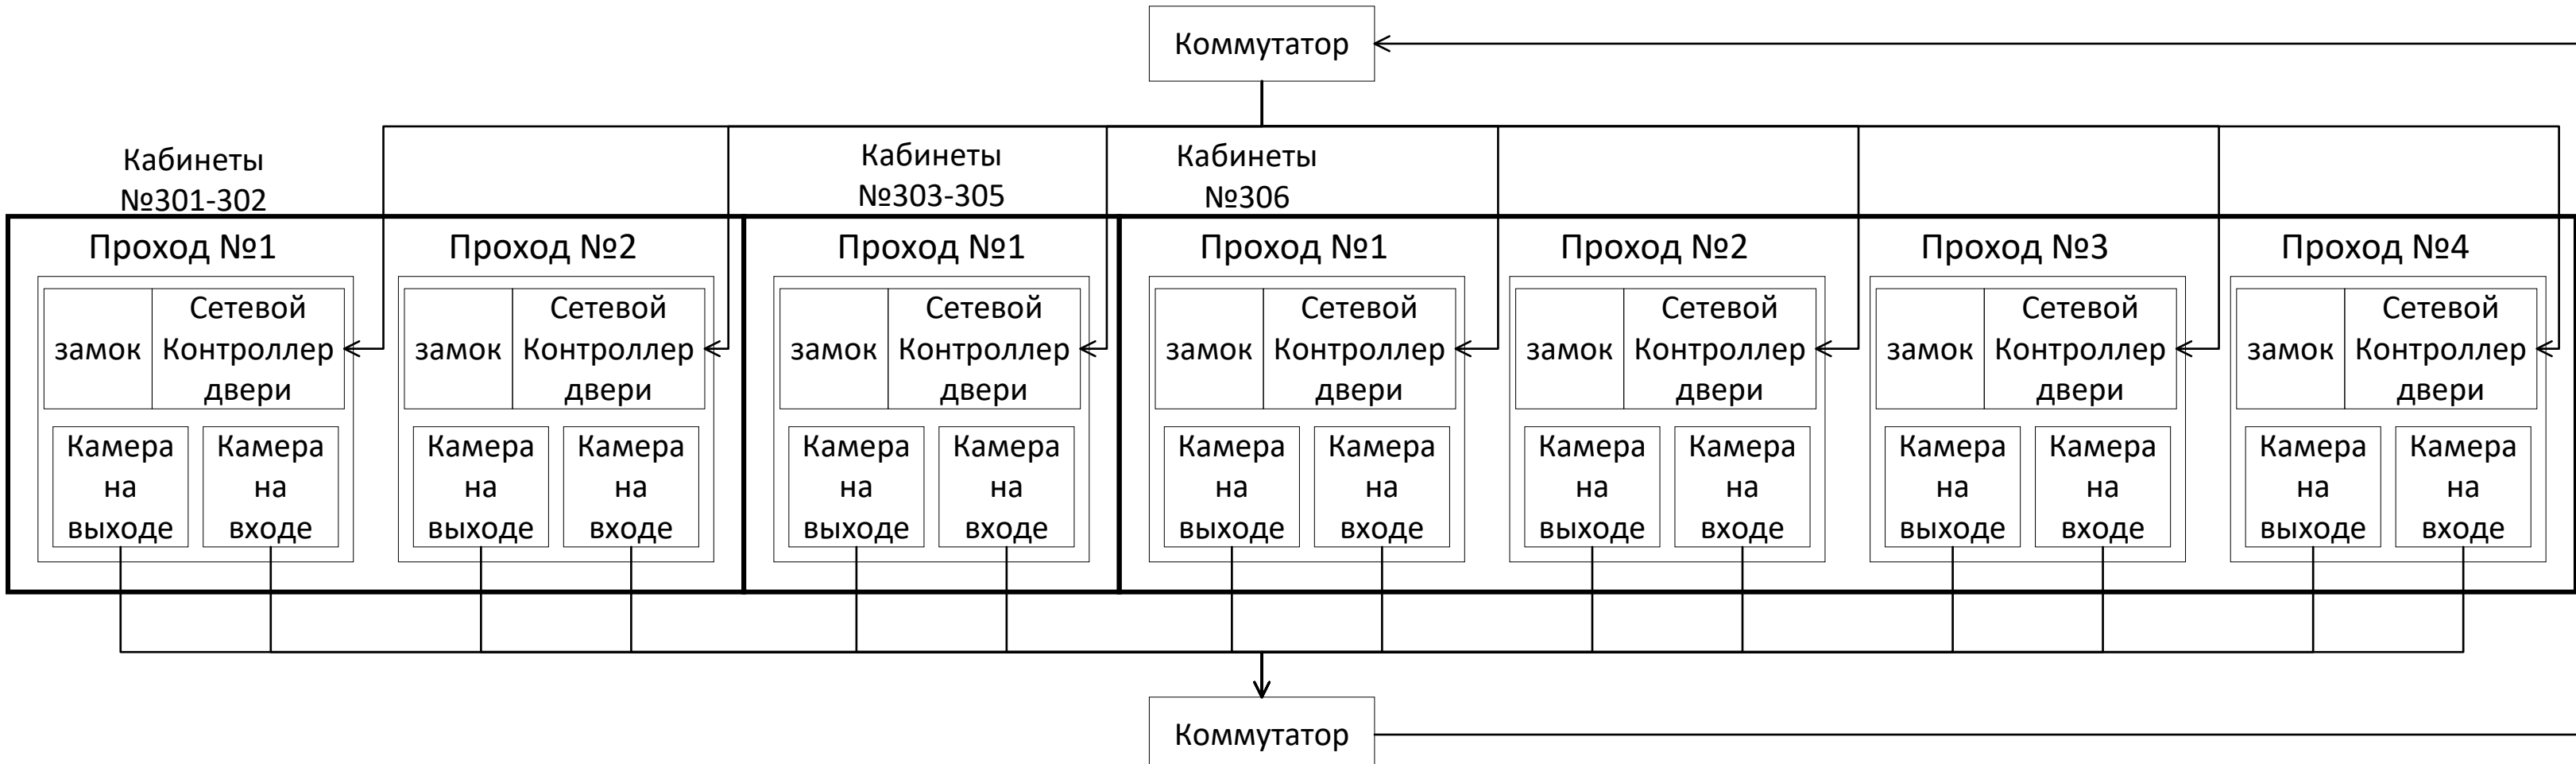 Коммутатор
Кабинеты
№301-302
Кабинеты
№303-305
Кабинеты
№306
Проход №1
Проход №2
Проход №1
Проход №1
Проход №2
Проход №3
Проход №4
замок
Сетевой
Контроллер
двери
замок
Сетевой
Контроллер
двери
замок
Сетевой
Контроллер
двери
замок
Сетевой
Контроллер
двери
замок
Сетевой
Контроллер
двери
замок
Сетевой
Контроллер
двери
замок
Сетевой
Контроллер
двери
Камера
на
выходе
Камера
на
входе
Камера
на
выходе
Камера
на
входе
Камера
на
выходе
Камера
на
входе
Камера
на
выходе
Камера
на
входе
Камера
на
выходе
Камера
на
входе
Камера
на
выходе
Камера
на
входе
Камера
на
выходе
Камера
на
входе
Коммутатор